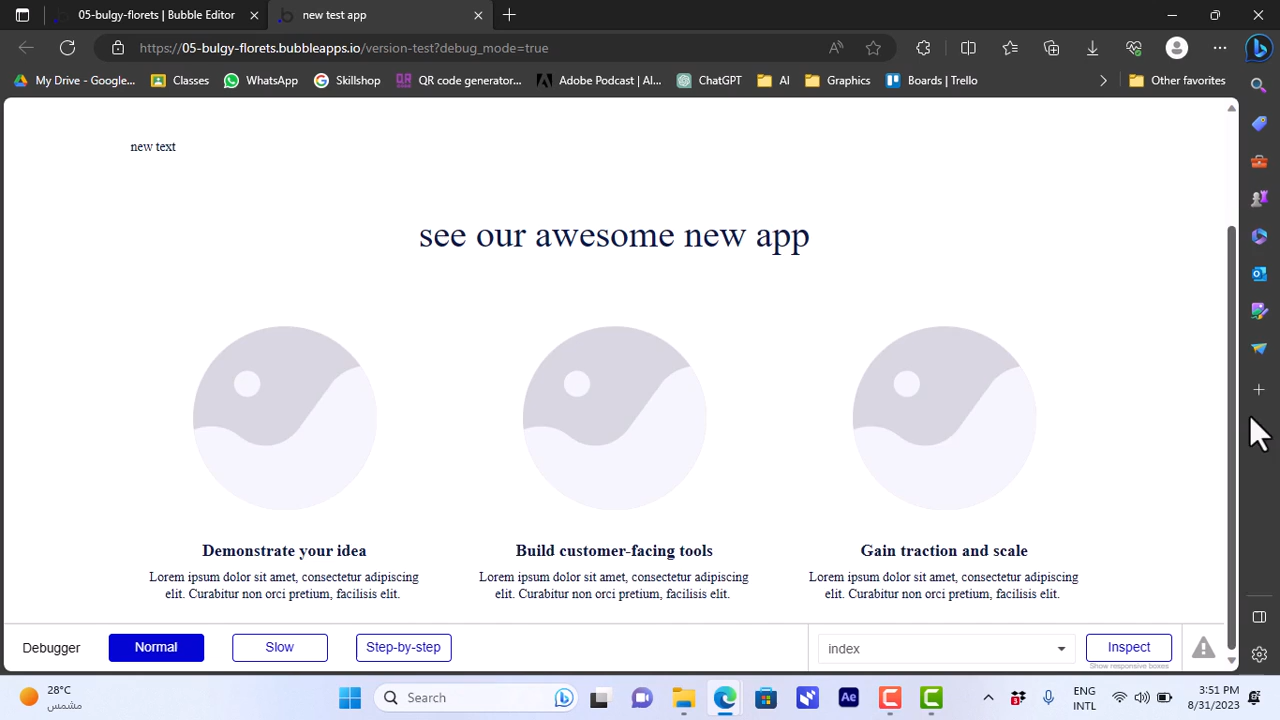 05-bulgy-florets | Bubble Editor
new test app
https://05-bulgy-florets.bubbleapps.io/version-test?debug_mode=true
My Drive - Google...
Classes
WhatsApp
Skillshop
QR code generator...
Adobe Podcast | AI...
ChatGPT
AI
Graphics
Boards | Trello
Other favorites
new text
see our awesome new app
Demonstrate your idea
Lorem ipsum dolor sit amet, consectetur adipiscing
elit. Curabitur non orci pretium, facilisis elit.
Build customer-facing tools
Lorem ipsum dolor sit amet, consectetur adipiscing
elit. Curabitur non orci pretium, facilisis elit.
Gain traction and scale
Lorem ipsum dolor sit amet, consectetur adipiscing
elit. Curabitur non orci pretium, facilisis elit.
Debugger
Normal
Slow
Step-by-step
index
Inspect
Show responsive boxes
28°C
مشمس
Search
Ae
ENG
INTL
3:51 PM
8/31/2023